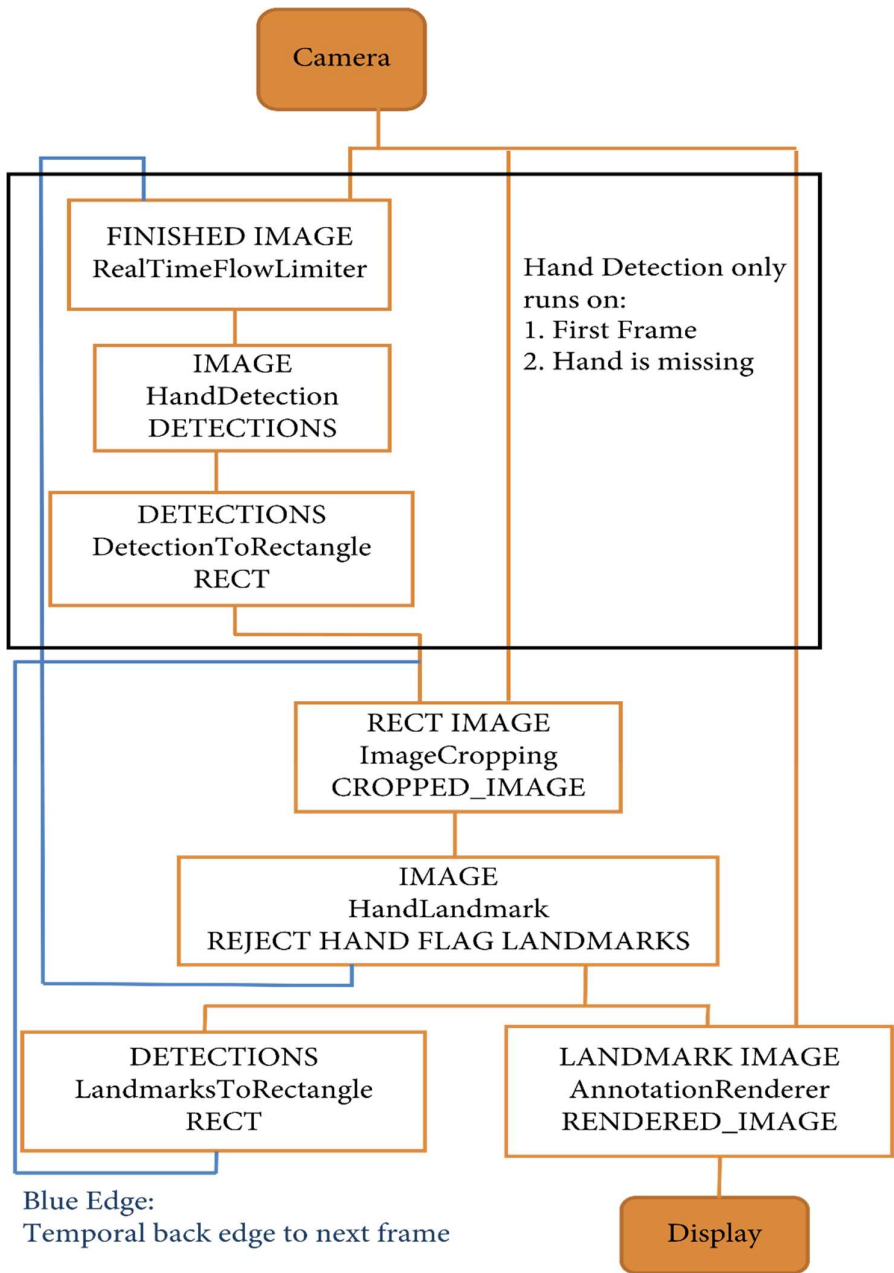 Camera
FINISHED IMAGE
RealTimeFlowLimiter
Hand Detection only
runs on:
1. First Frame
2. Hand is missing
IMAGE
HandDetection
DETECTIONS
DETECTIONS
DetectionToRectangle
RECT
RECT IMAGE
ImageCropping
CROPPED_IMAGE
IMAGE
HandLandmark
REJECT HAND FLAG LANDMARKS
DETECTIONS
LandmarksToRectangle
RECT
LANDMARK IMAGE
AnnotationRenderer
RENDERED_IMAGE
Blue Edge:
Temporal back edge to next frame
Display